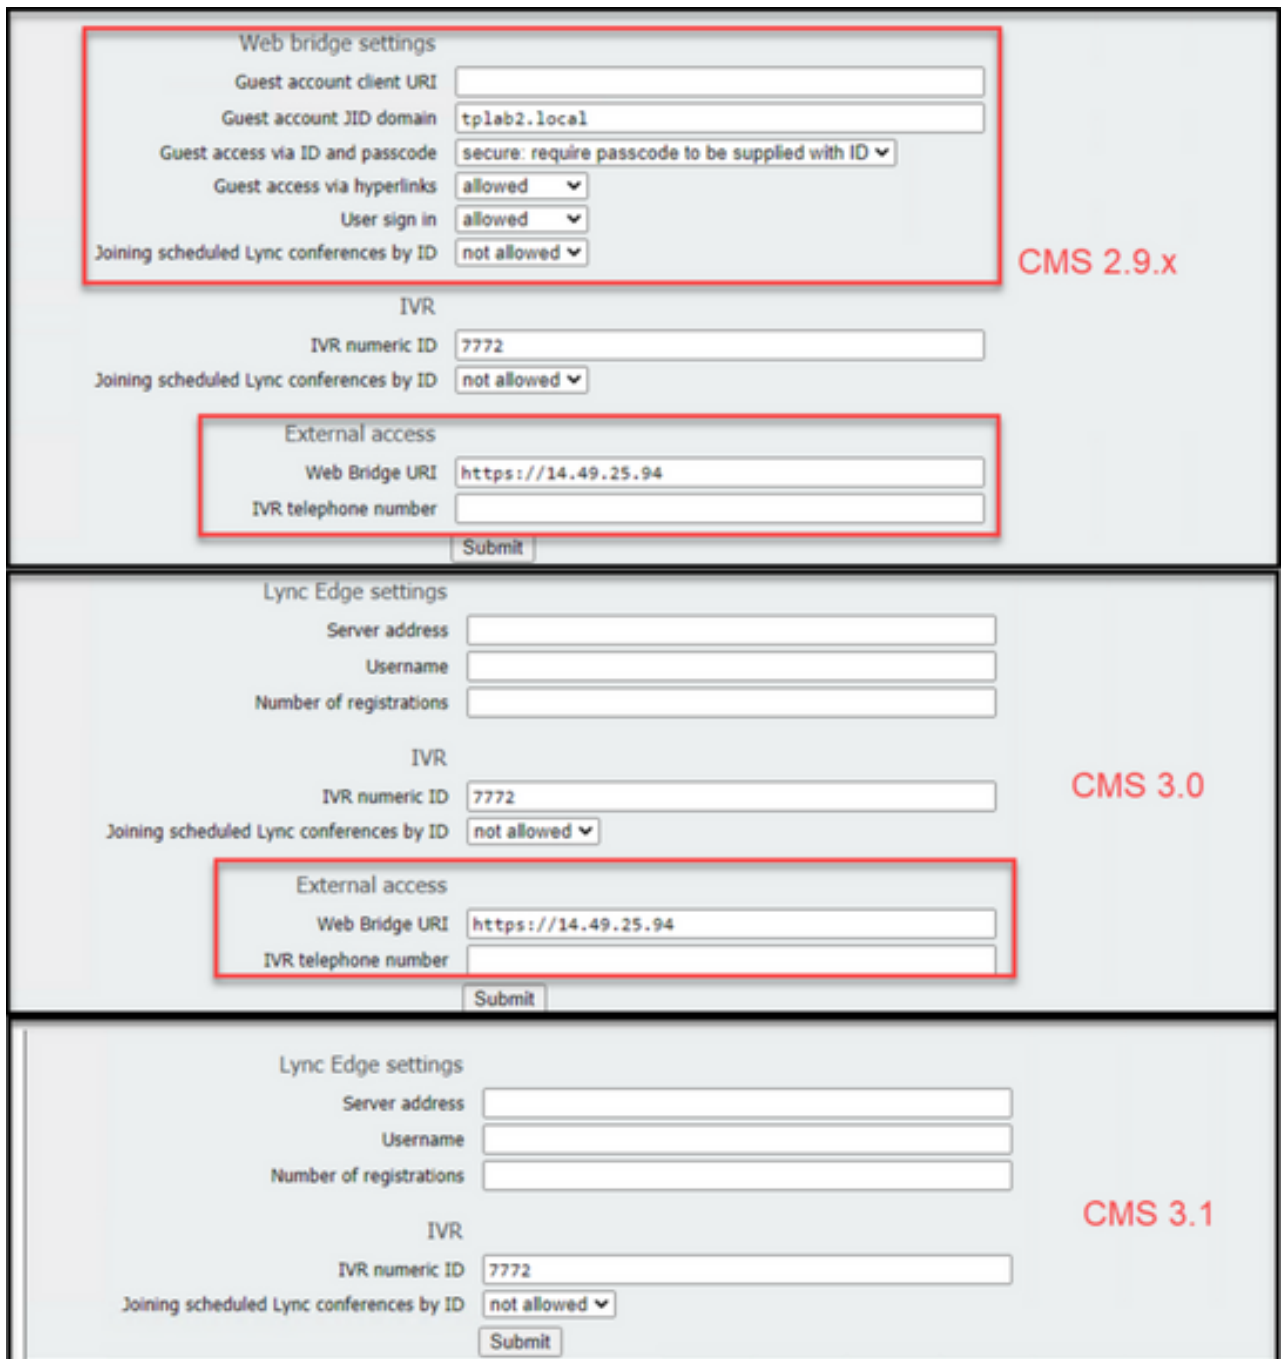 Web bridge settings
Guest account client URI
Guest account JID domain tplab2.local
Guest access via ID and passcode secure: require passcode to be supplied with ID
Guest access via hyperlinks allowed
User sign in allowed
Joining scheduled Lync conferences by ID not allowed
CMS 2.9.x
IVR
IVR numeric ID 7772
Joining scheduled Lync conferences by ID not allowed
External access
Web Bridge URI https://14.49.25.94
IVR telephone number
Submit
Lync Edge settings
Server address
Username
Number of registrations
IVR
CMS 3.0
IVR numeric ID 7772
Joining scheduled Lync conferences by ID not allowed
External access
Web Bridge URI https://14.49.25.94
IVR telephone number
Submit
Lync Edge settings
Server address
Username
Number of registrations
CMS 3.1
IVR
IVR numeric ID 7772
Joining scheduled Lync conferences by ID not allowed
Submit